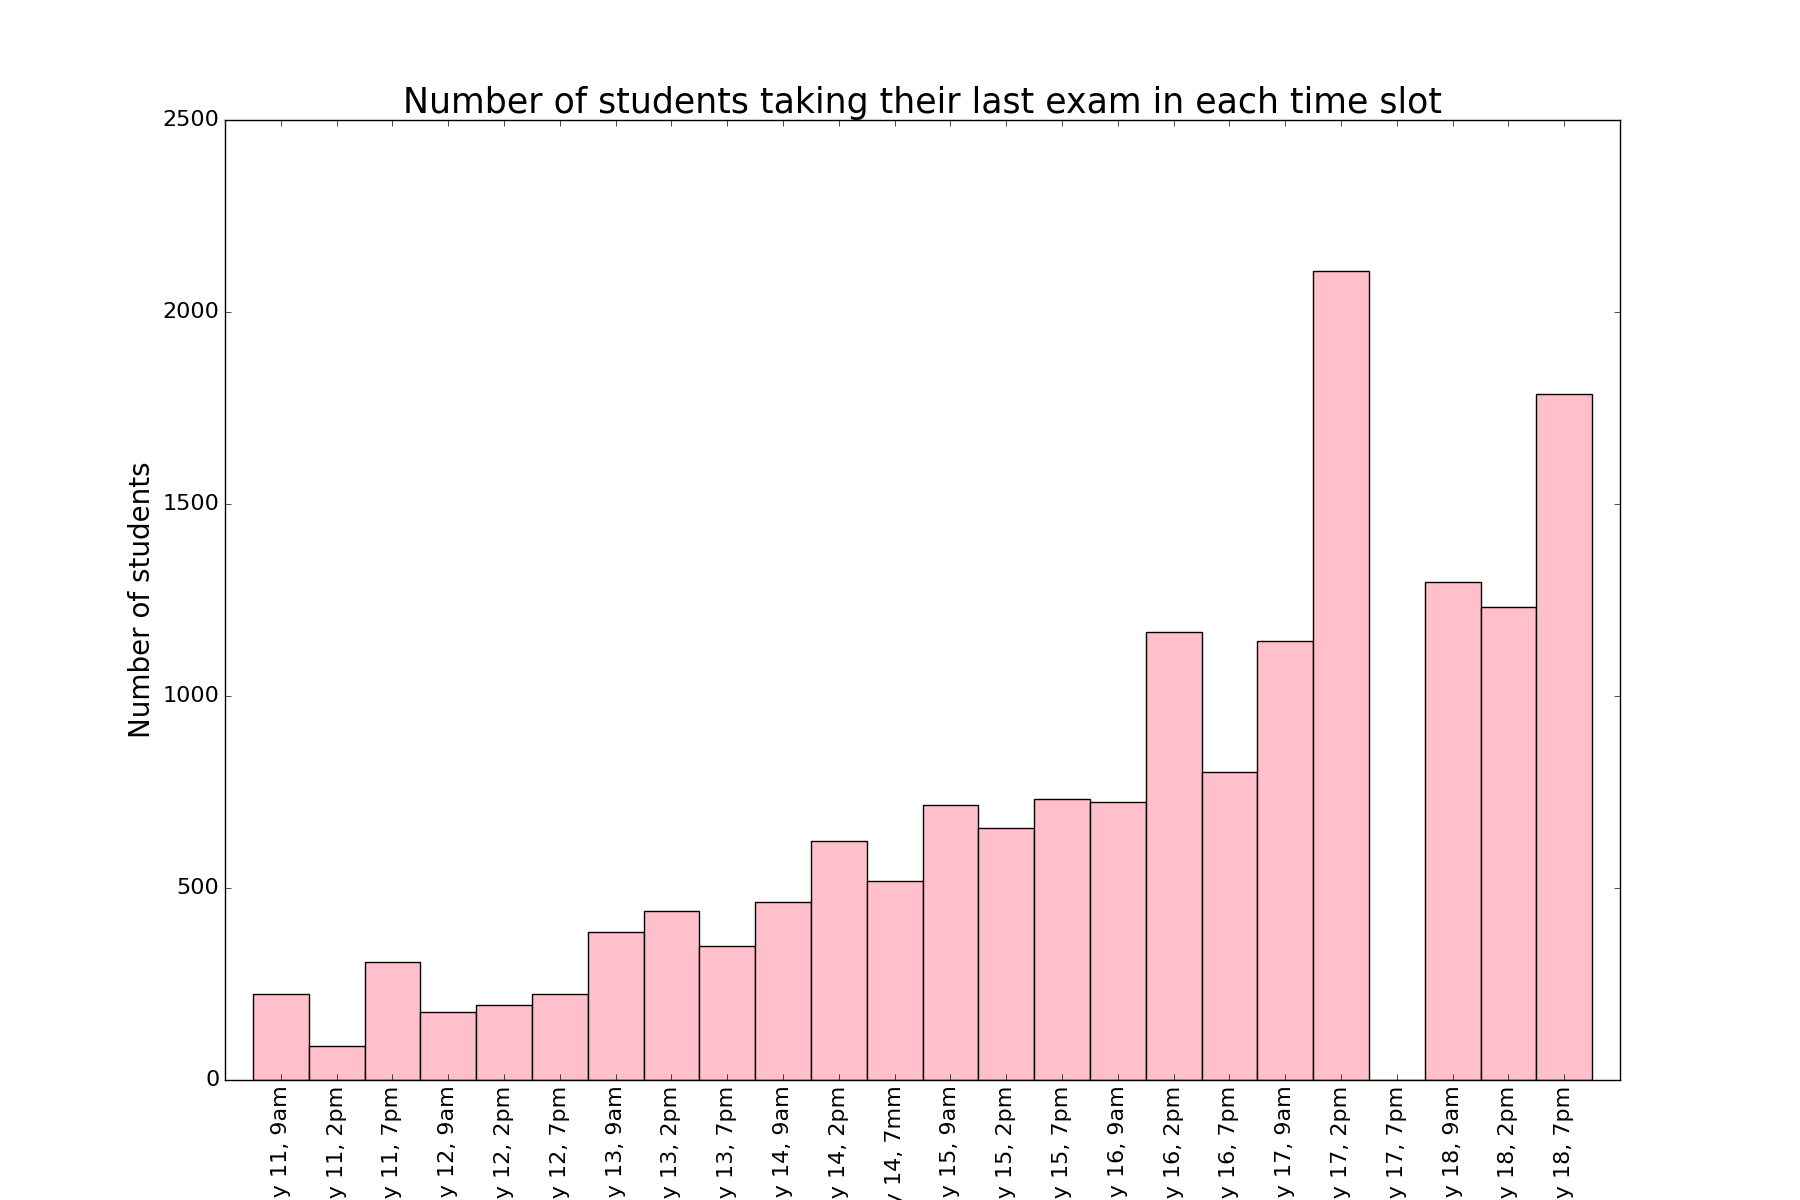 Number of students taking their last exam in each time slot
Number of students
2500
2000
1500
1000
500
0
y 11, 9am
y 11, 2pm
y 11, 7pm
y 12, 9am
y 12, 2pm
y 12, 7pm
y 13, 9am
y 13, 2pm
y 13, 7pm
y 14, 9am
y 14, 2pm
y 14, 7mm
y 15, 9am
y 15, 2pm
y 15, 7pm
y 16, 9am
y 16, 2pm
y 16, 7pm
y 17, 9am
y 17, 2pm
y 17, 7pm
y 18, 9am
y 18, 2pm
y 18, 7pm